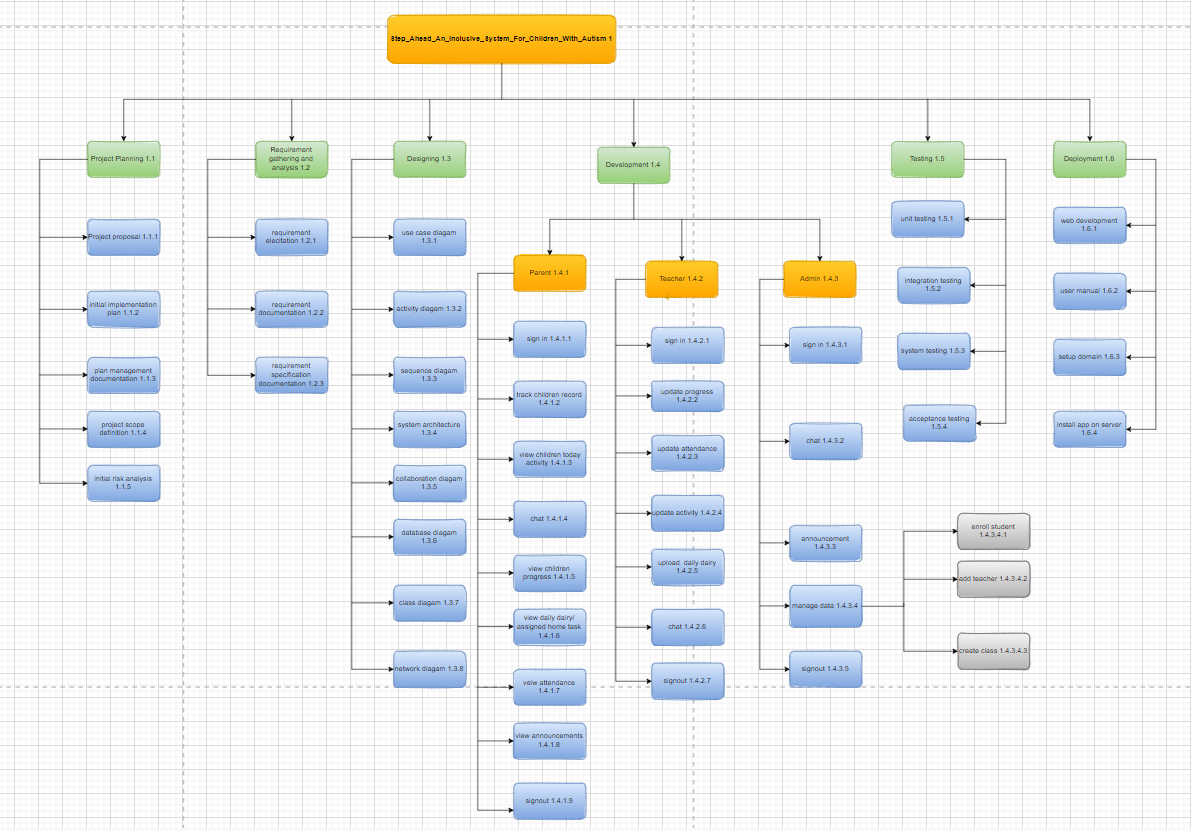 Step_Ahead_An_Inclusive_System_For_Children_With_Autism 1
Project Planning 1.1
Requirement
gathering and
analysis 1.2
Designing 1.3
Development 1.4
Testing 1.5
Deployment 1.6
Project proposal 1.1.1
initial implementation
plan 1.1.2
plan management
documentation 1.1.3
project scope
definition 1.1.4
initial risk analysis
1.1.5
requirement
elecitation 1.2.1
requirement
documentation 1.2.2
requirement
specification
documentation 1.2.3
use case diagam
1.3.1
activity diagam 1.3.2
sequence diagam
1.3.3
system architecture
1.3.4
collaboration diagam
1.3.5
database diagam
1.3.6
class diagam 1.3.7
network diagam 1.3.8
Parent 1.4.1
sign in 1.4.1.1
track children record
1.4.1.2
view children today
activity 1.4.1.3
chat 1.4.1.4
view children
progress 1.4.1.5
view daily dairy/
assigned home task
1.4.1.6
veiw attendance
1.4.1.7
view announcements
1.4.1.8
signout 1.4.1.9
Teacher 1.4.2
sign in 1.4.2.1
update progress
1.4.2.2
update attendance
1.4.2.3
update activity 1.4.2.4
upload daily dairy
1.4.2.5
chat 1.4.2.6
signout 1.4.2.7
Admin 1.4.3
sign in 1.4.3.1
chat 1.4.3.2
announcement
1.4.3.3
manage data 1.4.3.4
signout 1.4.3.5
enroll student
1.4.3.4.1
add teacher 1.4.3.4.2
create class 1.4.3.4.3
unit testing 1.5.1
integration testing
1.5.2
system testing 1.5.3
acceptance testing
1.5.4
web development
1.6.1
user manual 1.6.2
setup domain 1.6.3
install app on server
1.6.4